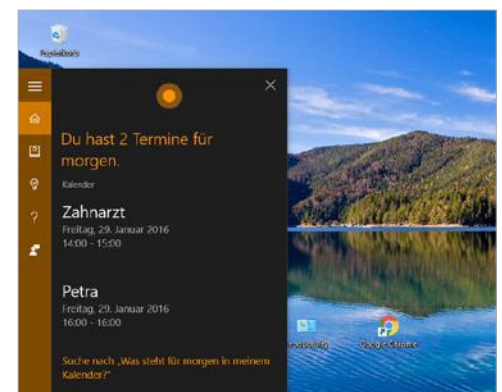 Papierkorb
Du hast 2 Termine für
morgen.
Kalender
Zahnarzt
Freitag, 29. Januar 2016
14:00 - 15:00
Petra
Freitag, 29. Januar 2016
16:00 - 16:00
Google Chrome
Suche nach „Was steht für morgen in meinem
Kalender?"